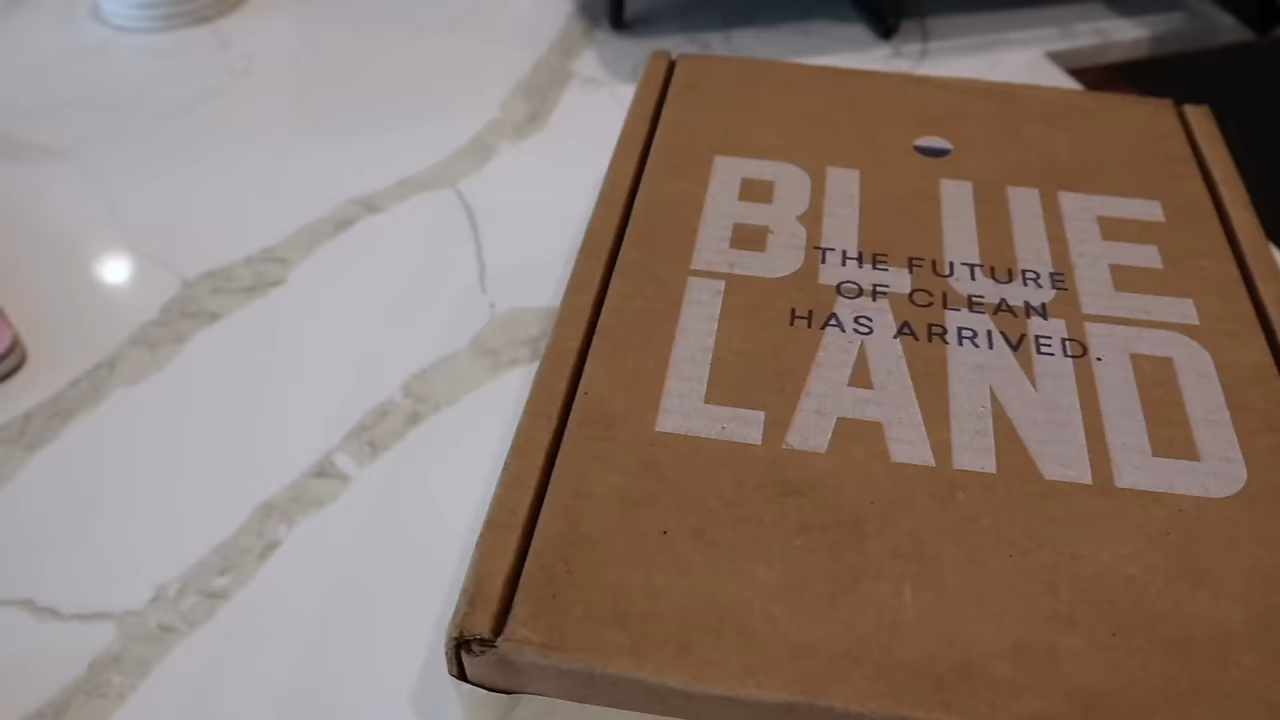 BLUE
THE FUTURE
OF CLEAN
HAS ARRIVED.
LAND